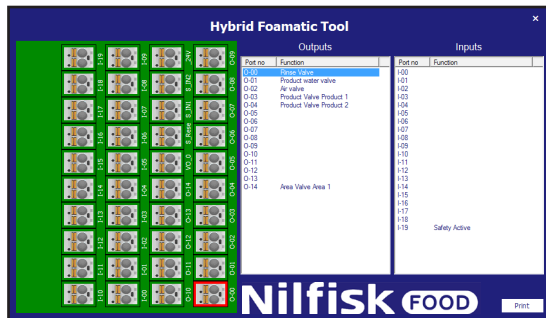 Hybrid Foamatic Tool
×
Outputs
Inputs
Port no Function
O-00 Rinse Valve
O-01 Product water valve
O-02 Air valve
O-03 Product Valve Product 1
O-04 Product Valve Product 2
O-05
O-06
O-07
O-08
O-09
O-10
O-11
O-12
O-13
O-14 Area Valve Area 1
Port no Function
I-00
I-01
I-02
I-03
I-04
I-05
I-06
I-07
I-08
I-09
I-10
I-11
I-12
I-13
I-14
I-15
I-16
I-17
I-18
I-19 Safety Active
I-19 I-09 _24V O-09
I-18 I-08 S_IN2 O-08
I-17 I-07 S_IN1 O-07
I-16 I-06 S_Rese O-06
I-15 I-05 VO_0 O-05
I-14 I-04 O-14 O-04
I-13 I-03 O-13 O-03
I-12 I-02 O-12 O-02
I-11 I-01 O-11 O-01
I-10 I-00 O-10 O-00
Nilfisk FOOD
Print